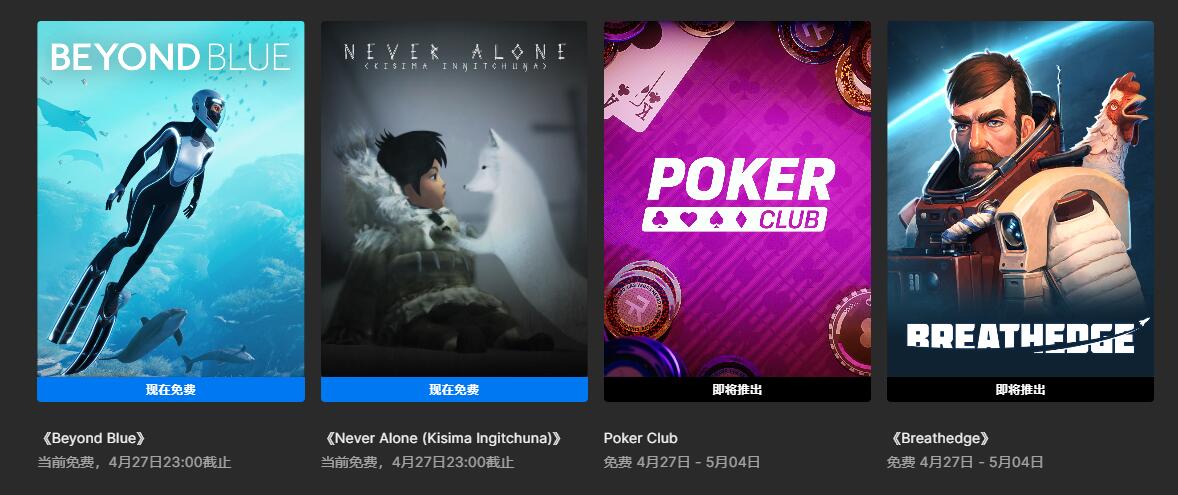 BEYOND BLUE
NEVER ALONE
(KISIMA INNITCHUNA)
POKER
CLUB
BREATHEDGE
现在免费
现在免费
即将推出
即将推出
《Beyond Blue》
《Never Alone (Kisima Ingitchuna)》
Poker Club
《Breathedge》
当前免费，4月27日23:00截止
当前免费，4月27日23:00截止
免费 4月27日 - 5月04日
免费 4月27日 - 5月04日